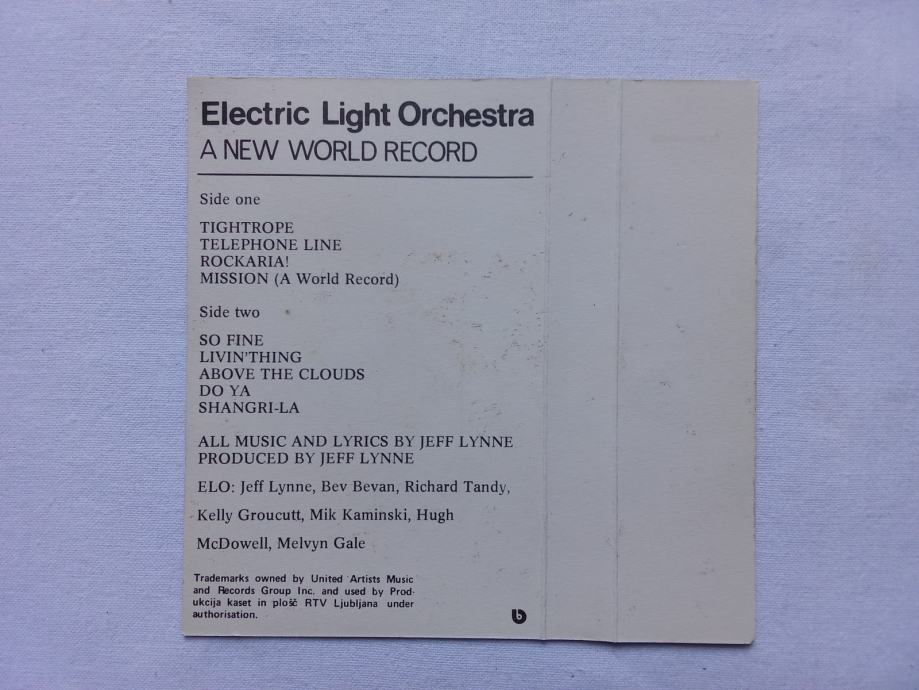 Electric Light Orchestra
A NEW WORLD RECORD
Side one
TIGHTROPE
TELEPHONE LINE
ROCKARIA!
MISSION (A World Record)
Side two
SO FINE
LIVIN'THING
ABOVE THE CLOUDS
DO YA
SHANGRI-LA
ALL MUSIC AND LYRICS BY JEFF LYNNE
PRODUCED BY JEFF LYNNE
ELO: Jeff Lynne, Bev Bevan, Richard Tandy,
Kelly Groucutt, Mik Kaminski, Hugh
McDowell, Melvyn Gale
Trademarks owned by United Artists Music
and Records Group Inc. and used by Prod-
ukcija kaset in plošč RTV Ljubljana under
authorisation.
b